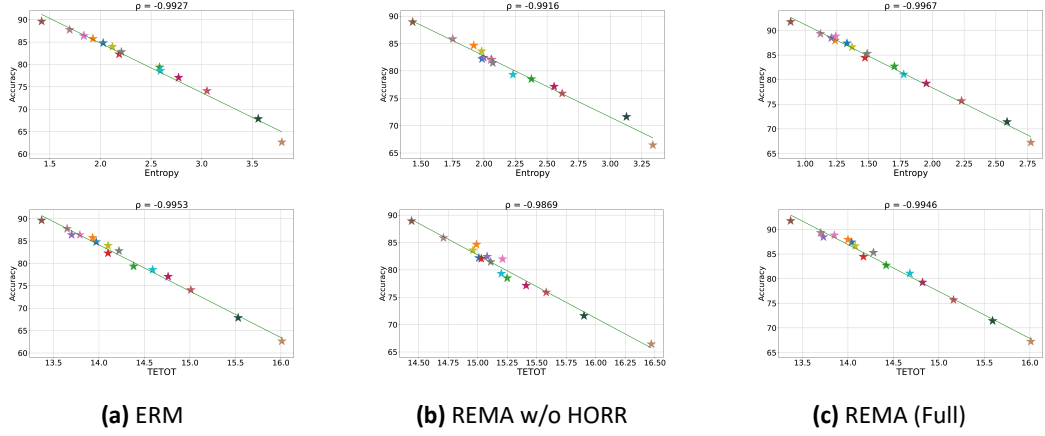 ρ = -0.9927
90
85
80
75
70
65
60
Accuracy
1.5 2.0 2.5 3.0 3.5
Entropy
ρ = -0.9916
90
85
80
75
70
65
Accuracy
1.50 1.75 2.00 2.25 2.50 2.75 3.00 3.25
Entropy
ρ = -0.9967
90
85
80
75
70
65
Accuracy
1.00 1.25 1.50 1.75 2.00 2.25 2.50 2.75
Entropy
ρ = -0.9953
90
85
80
75
70
65
60
Accuracy
13.5 14.0 14.5 15.0 15.5 16.0
TETOT
ρ = -0.9869
90
85
80
75
70
65
Accuracy
14.50 14.75 15.00 15.25 15.50 15.75 16.00 16.25 16.50
TETOT
ρ = -0.9946
90
85
80
75
70
65
Accuracy
13.5 14.0 14.5 15.0 15.5 16.0
TETOT
(a) ERM
(b) REMA w/o HORR
(c) REMA (Full)